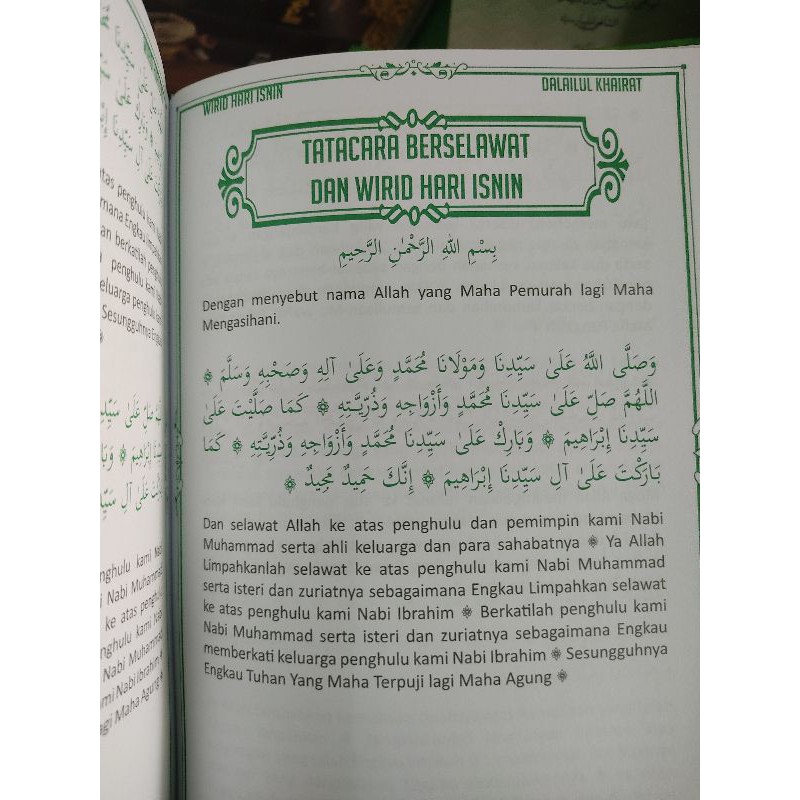 WIRID HARI ISNIN
DALAILUL KHAIRAT
TATACARA BERSELAWAT
DAN WIRID HARI ISNIN
بِسْمِ اللهِ الرَّحْمٰنِ الرَّحِيمِ
Dengan menyebut nama Allah yang Maha Pemurah lagi Maha
Mengasihani.
وَصَلَّى اللَّهُ عَلَىٰ سَيِّدِنَا وَمَوْلَانَا مُحَمَّدٍ وَعَلَىٰ آلِهِ وَصَحْبِهِ وَسَلَّمَ ۞
اللَّهُمَّ صَلِّ عَلَىٰ سَيِّدِنَا مُحَمَّدٍ وَأَزْوَاجِهِ وَذُرِّيَّتِهِ ۞ كَمَا صَلَّيْتَ عَلَىٰ
سَيِّدِنَا إِبْرَاهِيمَ ۞ وَبَارِكْ عَلَىٰ سَيِّدِنَا مُحَمَّدٍ وَأَزْوَاجِهِ وَذُرِّيَّتِهِ ۞ كَمَا
بَارَكْتَ عَلَىٰ آلِ سَيِّدِنَا إِبْرَاهِيمَ ۞ إِنَّكَ حَمِيدٌ مَجِيدٌ ۞
Dan selawat Allah ke atas penghulu dan pemimpin kami Nabi
Muhammad serta ahli keluarga dan para sahabatnya ۞ Ya Allah
Limpahkanlah selawat ke atas penghulu kami Nabi Muhammad
serta isteri dan zuriatnya sebagaimana Engkau Limpahkan selawat
ke atas penghulu kami Nabi Ibrahim ۞ Berkatilah penghulu kami
Nabi Muhammad serta isteri dan zuriatnya sebagaimana Engkau
memberkati keluarga penghulu kami Nabi Ibrahim ۞ Sesungguhnya
Engkau Tuhan Yang Maha Terpuji lagi Maha Agung ۞